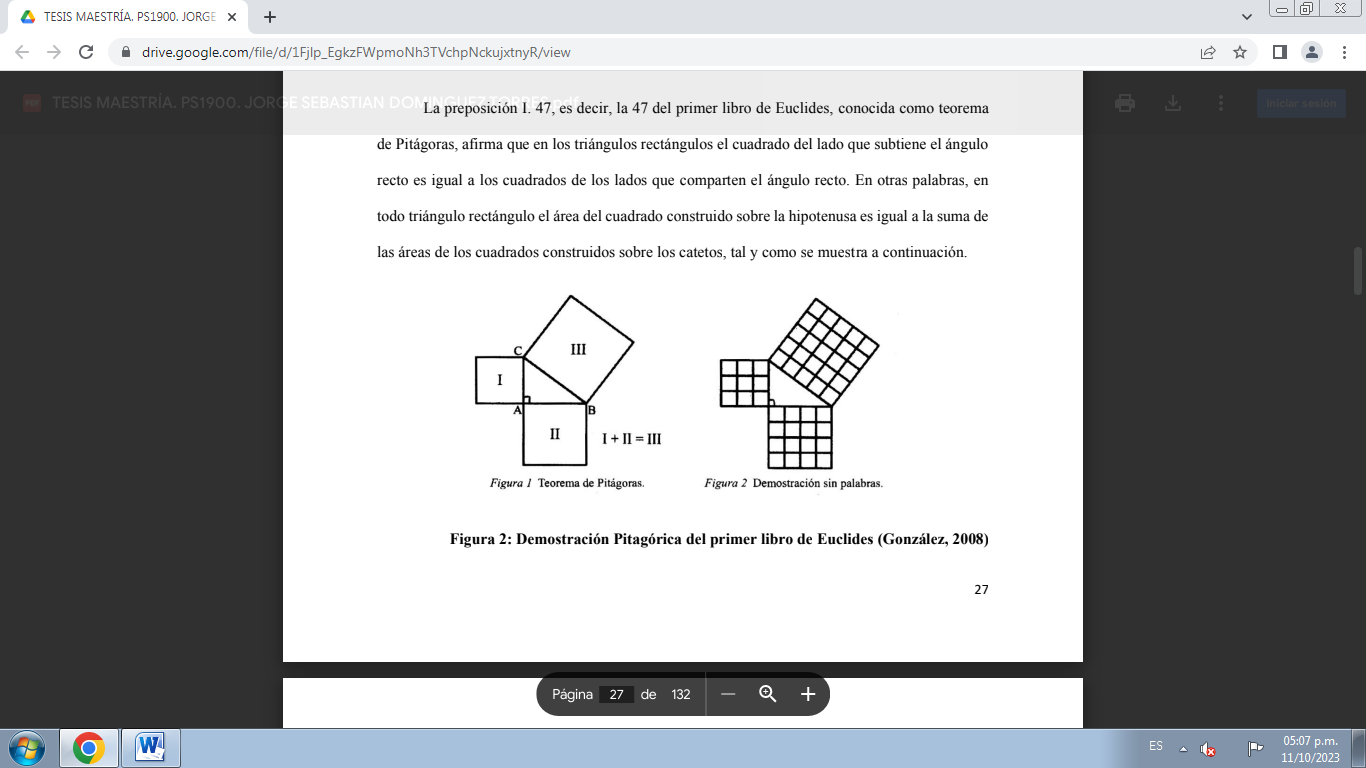 TESIS MAESTRÍA. PS1900. JORGE
drive.google.com/file/d/1Fjlp_EgkzFWpmoNh3TVchpNckujxtnyR/view
PDF
TESIS MAESTRÍA. PS1900. JORGE SEBASTIAN DOMINGUEZ TORRES.pdf
Iniciar sesión
La preposición I. 47, es decir, la 47 del primer libro de Euclides, conocida como teorema
de Pitágoras, afirma que en los triángulos rectángulos el cuadrado del lado que subtiene el ángulo
recto es igual a los cuadrados de los lados que comparten el ángulo recto. En otras palabras, en
todo triángulo rectángulo el área del cuadrado construido sobre la hipotenusa es igual a la suma de
las áreas de los cuadrados construidos sobre los catetos, tal y como se muestra a continuación.
C
III
I
A
B
II
I + II = III
Figura 1 Teorema de Pitágoras.
Figura 2 Demostración sin palabras.
Figura 2: Demostración Pitagórica del primer libro de Euclides (González, 2008)
27
Página 27 de 132
ES
05:07 p.m.
11/10/2023